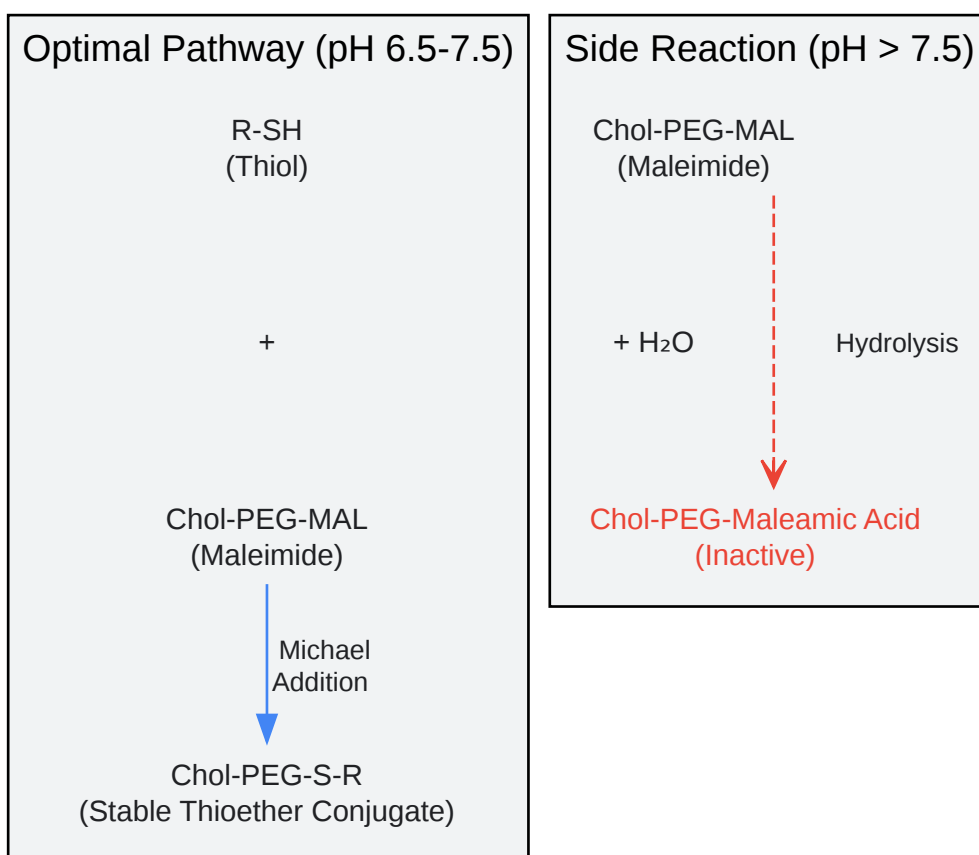 Optimal Pathway (pH 6.5-7.5)
R-SH
(Thiol)
+
Chol-PEG-MAL
(Maleimide)
Michael
Addition
Chol-PEG-S-R
(Stable Thioether Conjugate)
Side Reaction (pH > 7.5)
Chol-PEG-MAL
(Maleimide)
+ H₂O
Hydrolysis
Chol-PEG-Maleamic Acid
(Inactive)